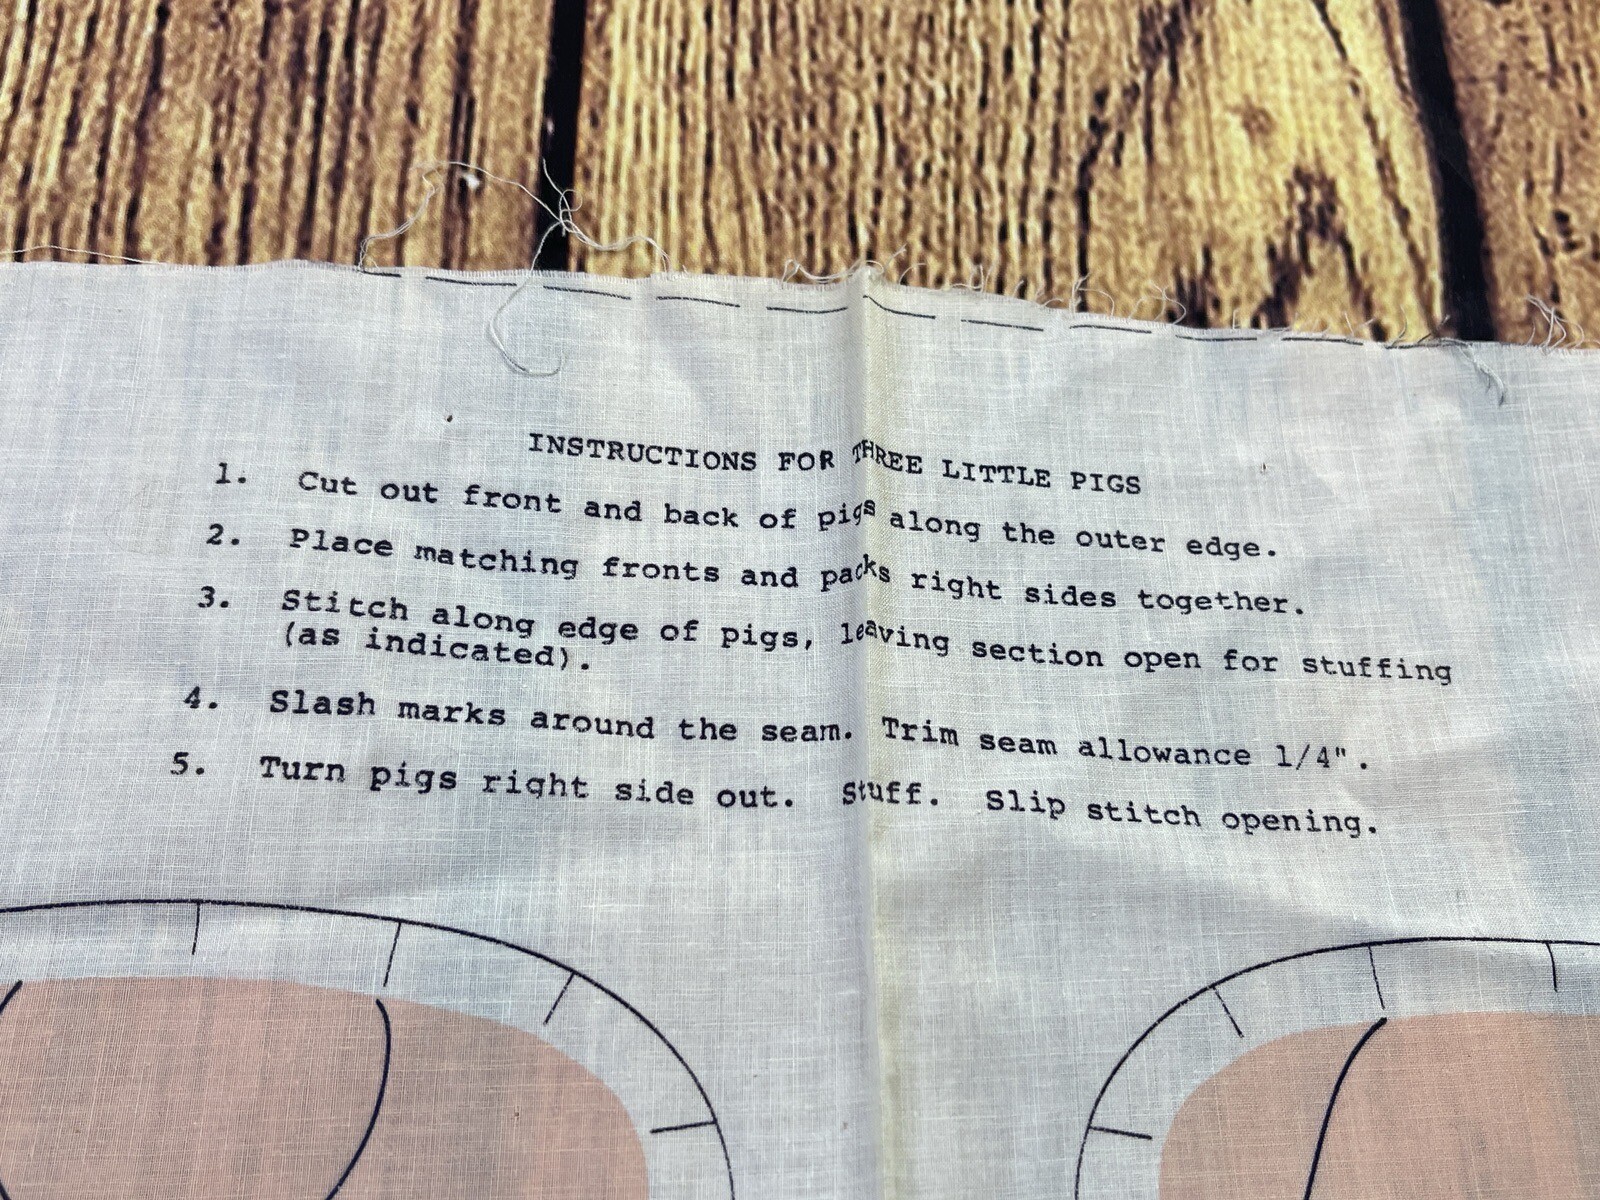 INSTRUCTIONS FOR THREE LITTLE PIGS
1. Cut out front and back of pigs along the outer edge.
2. Place matching fronts and packs right sides together.
3. Stitch along edge of pigs, leaving section open for stuffing
(as indicated).
4. Slash marks around the seam. Trim seam allowance 1/4".
5. Turn pigs right side out. Stuff. Slip stitch opening.